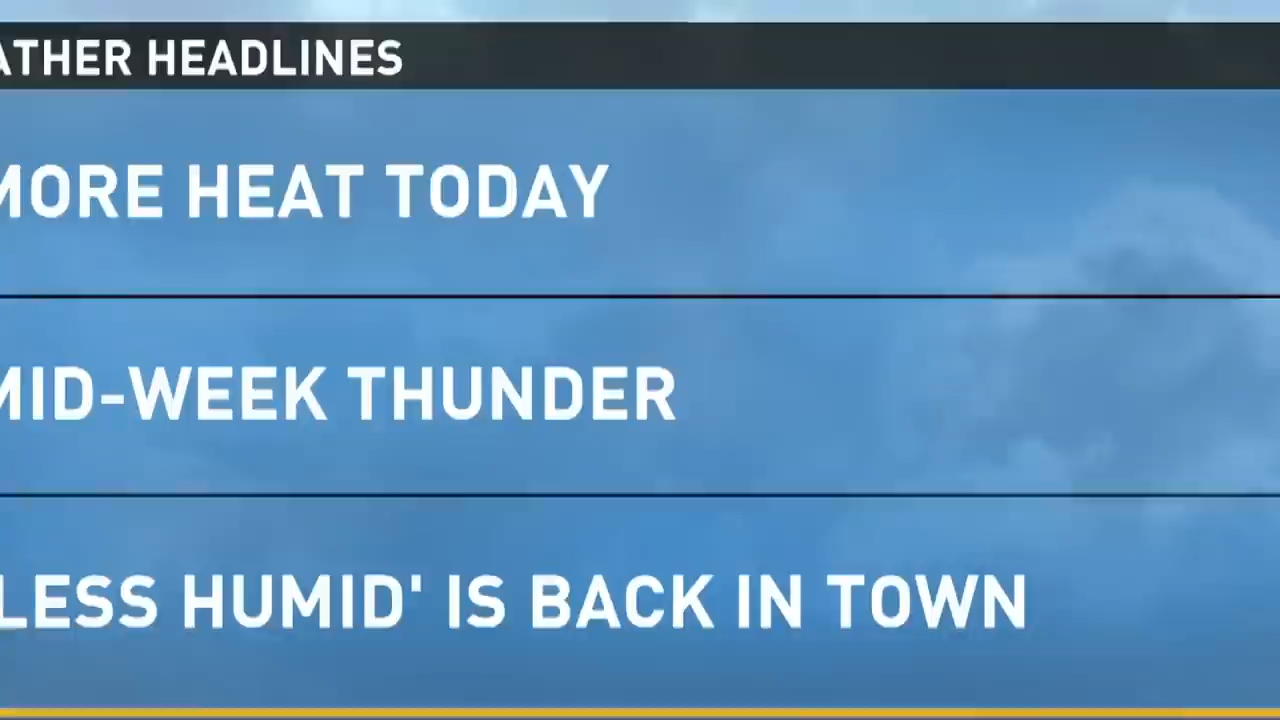 ATHER HEADLINES
MORE HEAT TODAY
MID-WEEK THUNDER
LESS HUMID' IS BACK IN TOWN